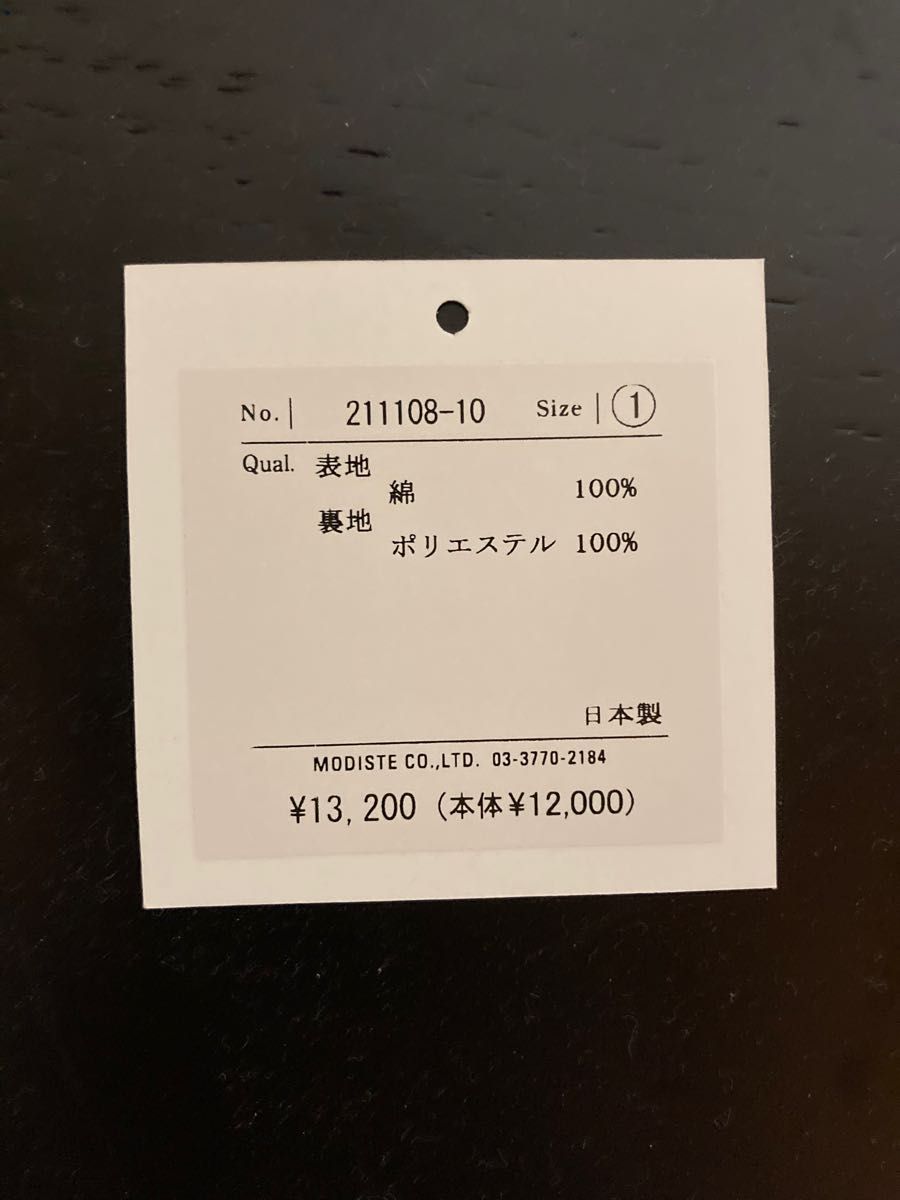 No. 211108-10 Size ①
Qual. 表地
綿 100%
裏地
ポリエステル 100%
日本製
MODISTE CO.,LTD. 03-3770-2184
¥13,200（本体¥12,000）